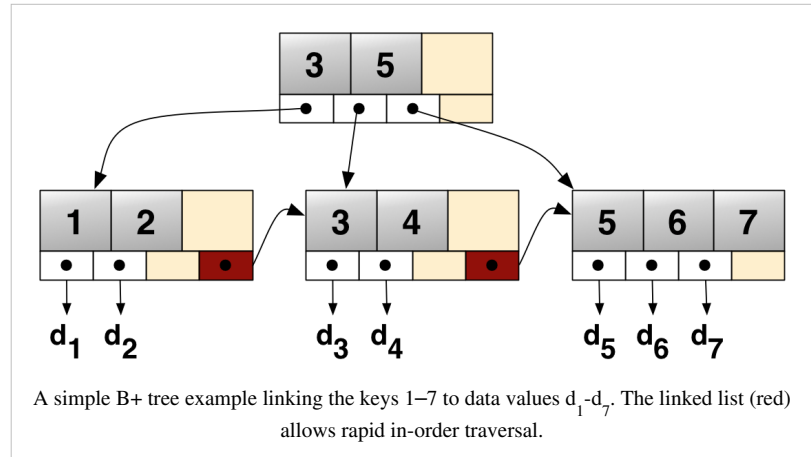 3 5
1 2 3 4 5 6 7
d1 d2 d3 d4 d5 d6 d7
A simple B+ tree example linking the keys 1−7 to data values d1-d7. The linked list (red)
allows rapid in-order traversal.